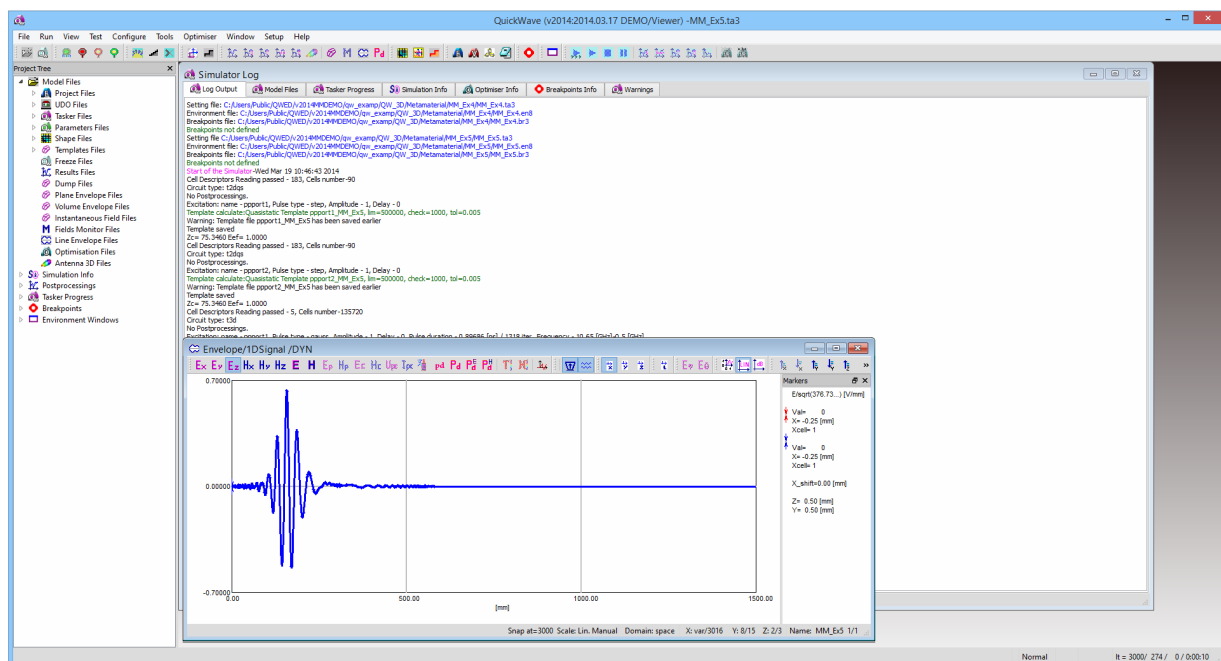 QuickWave (v2014:2014.03.17 DEMO/Viewer) -MM_Ex5.ta3
File Run View Test Configure Tools Optimiser Window Setup Help
Project Tree
Model Files
Project Files
UDO Files
Tasker Files
Parameters Files
Shape Files
Templates Files
Freeze Files
Results Files
Dump Files
Plane Envelope Files
Volume Envelope Files
Instantaneous Field Files
Fields Monitor Files
Line Envelope Files
Optimisation Files
Antenna 3D Files
Simulation Info
Postprocessings
Tasker Progress
Breakpoints
Environment Windows
Simulator Log
Log Output Model Files Tasker Progress Simulation Info Optimiser Info Breakpoints Info Warnings
Setting file: C:/Users/Public/QWED/v2014MMDEMO/qw_examp/QW_3D/Metamaterial/MM_Ex4/MM_Ex4.ta3
Environment file: C:/Users/Public/QWED/v2014MMDEMO/qw_examp/QW_3D/Metamaterial/MM_Ex4/MM_Ex4.en8
Breakpoints file: C:/Users/Public/QWED/v2014MMDEMO/qw_examp/QW_3D/Metamaterial/MM_Ex4/MM_Ex4.br3
Breakpoints not defined
Setting file C:/Users/Public/QWED/v2014MMDEMO/qw_examp/QW_3D/Metamaterial/MM_Ex5/MM_Ex5.ta3
Environment file: C:/Users/Public/QWED/v2014MMDEMO/qw_examp/QW_3D/Metamaterial/MM_Ex5/MM_Ex5.en8
Breakpoints file: C:/Users/Public/QWED/v2014MMDEMO/qw_examp/QW_3D/Metamaterial/MM_Ex5/MM_Ex5.br3
Breakpoints not defined
Start of the Simulator-Wed Mar 19 10:46:43 2014
Cell Descriptors Reading passed - 183, Cells number-90
Circuit type: t2dqs
No Postprocessings.
Excitation: name - ppport1, Pulse type - step, Amplitude - 1, Delay - 0
Template calculate:Quasistatic Template ppport1_MM_Ex5, lim=500000, check=1000, tol=0.005
Warning: Template file ppport1_MM_Ex5 has been saved earlier
Template saved
Zc= 75.3460 Eef= 1.0000
Cell Descriptors Reading passed - 183, Cells number-90
Circuit type: t2dqs
No Postprocessings.
Excitation: name - ppport2, Pulse type - step, Amplitude - 1, Delay - 0
Template calculate:Quasistatic Template ppport2_MM_Ex5, lim=500000, check=1000, tol=0.005
Warning: Template file ppport2_MM_Ex5 has been saved earlier
Template saved
Zc= 75.3460 Eef= 1.0000
Cell Descriptors Reading passed - 5, Cells number-135720
Circuit type: t3d
No Postprocessings.
Envelope/1DSignal /DYN
Ex Ey Ez Hx Hy Hz E H Ep Hp Ec Hc
Markers
E/sqrt(376.73...) [V/mm]
Val= 0
X= -0.25 [mm]
Xcell= 1
Val= 0
X= -0.25 [mm]
Xcell= 1
X_shift=0.00 [mm]
Z= 0.50 [mm]
Y= 0.50 [mm]
0.70000
0.00000
-0.70000
0.00 500.00 1000.00 1500.00
[mm]
Snap at=3000 Scale: Lin. Manual Domain: space X: var/3016 Y: 8/15 Z: 2/3 Name: MM_Ex5 1/1
Normal It = 3000/ 274 / 0 / 0:00:10